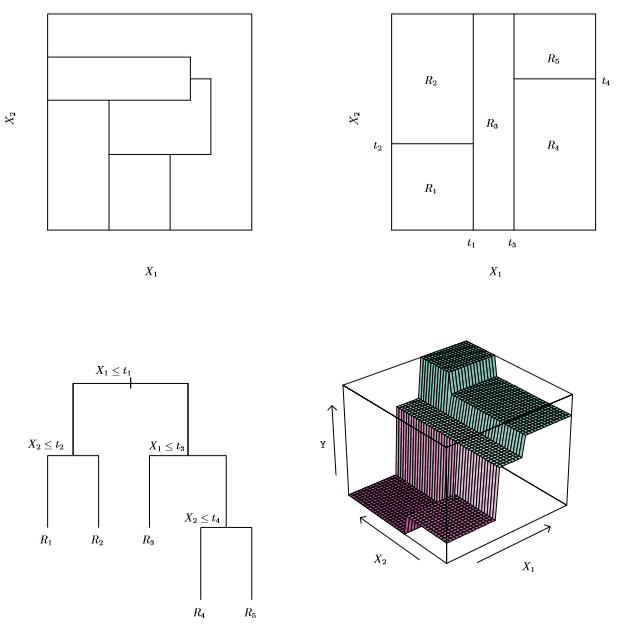 X₂
X₁
X₂
R₂
R₅
t₄
R₃
t₂
R₄
R₁
t₁
t₃
X₁
X₁ ≤ t₁
X₂ ≤ t₂
X₁ ≤ t₃
X₂ ≤ t₄
R₁
R₂
R₃
R₄
R₅
Y
X₂
X₁